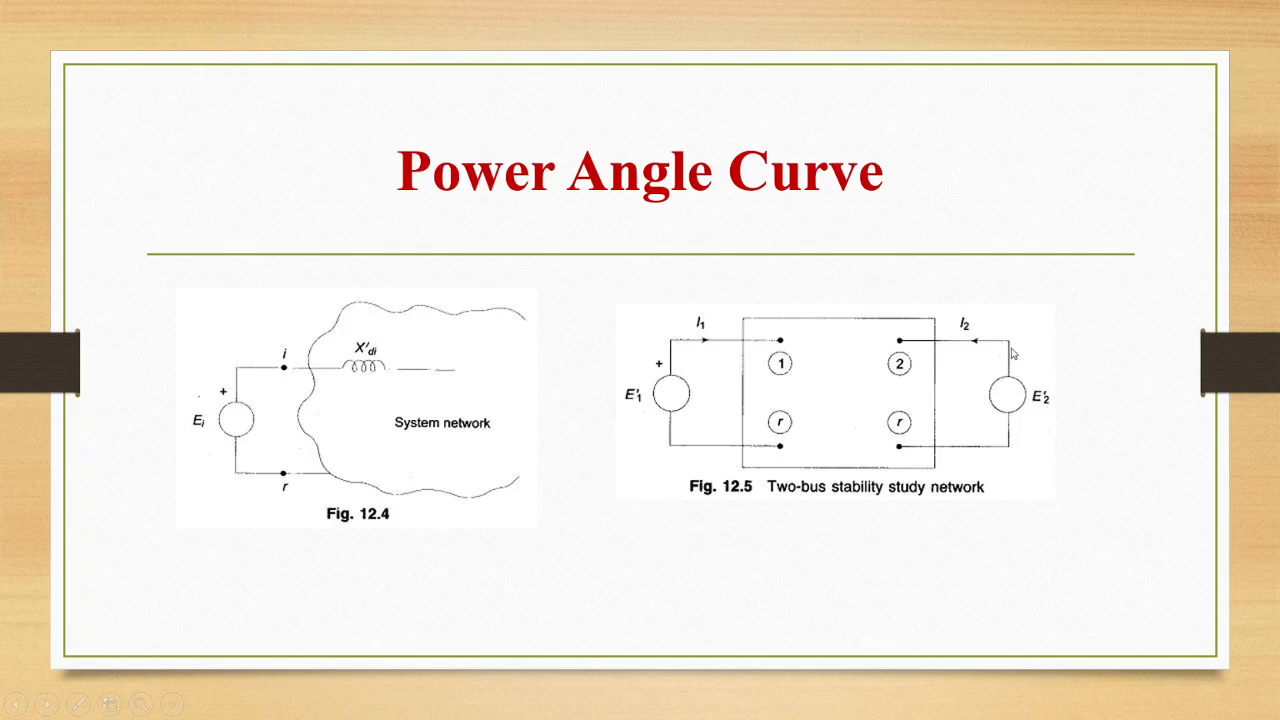 Power Angle Curve
i
X'di
+
Ei
System network
r
Fig. 12.4
I1
I2
+
1
2
E'1
E'2
r
r
Fig. 12.5 Two-bus stability study network